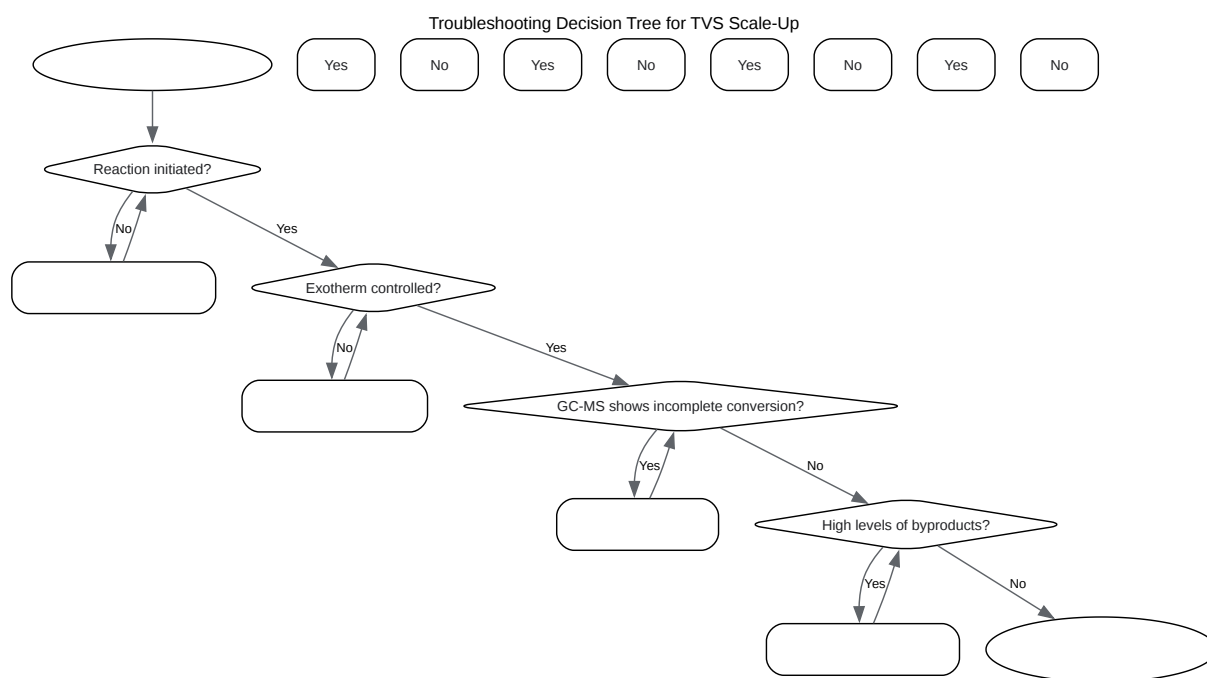 Troubleshooting Decision Tree for TVS Scale-Up
Yes
No
Yes
No
Yes
No
Yes
No
Reaction initiated?
No
Yes
Exotherm controlled?
No
Yes
GC-MS shows incomplete conversion?
Yes
No
High levels of byproducts?
Yes
No